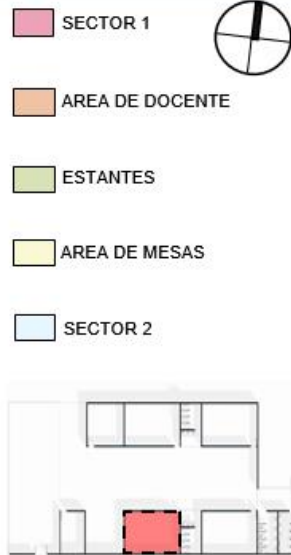 SECTOR 1
AREA DE DOCENTE
ESTANTES
AREA DE MESAS
SECTOR 2